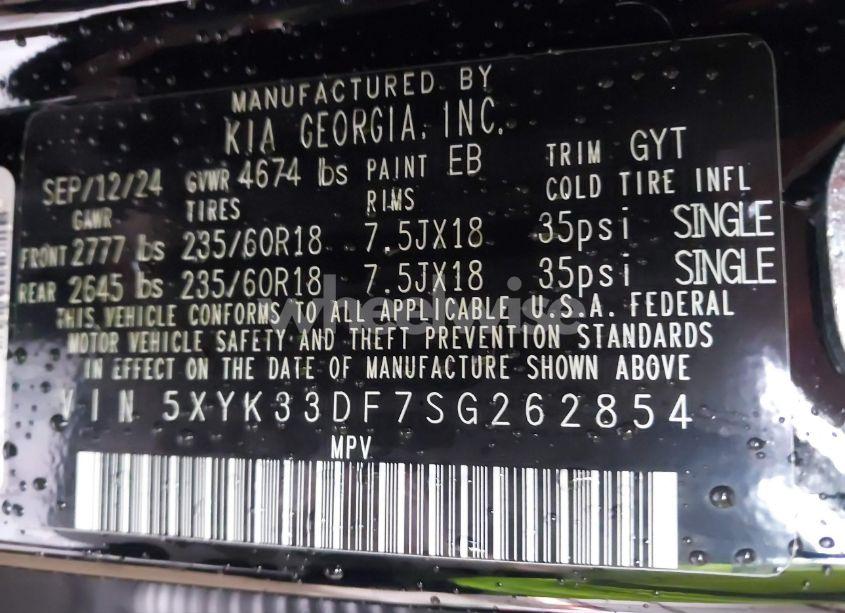 MANUFACTURED BY
KIA GEORGIA, INC.
SEP/12/24 GVWR 4674 lbs PAINT EB TRIM GYT
GAWR TIRES RIMS COLD TIRE INFL
FRONT 2777 lbs 235/60R18 7.5JX18 35psi SINGLE
REAR 2645 lbs 235/60R18 7.5JX18 35psi SINGLE
THIS VEHICLE CONFORMS TO ALL APPLICABLE U.S.A. FEDERAL
MOTOR VEHICLE SAFETY AND THEFT PREVENTION STANDARDS
IN EFFECT ON THE DATE OF MANUFACTURE SHOWN ABOVE
VIN 5XYK33DF7SG262854
MPV
wheelwise